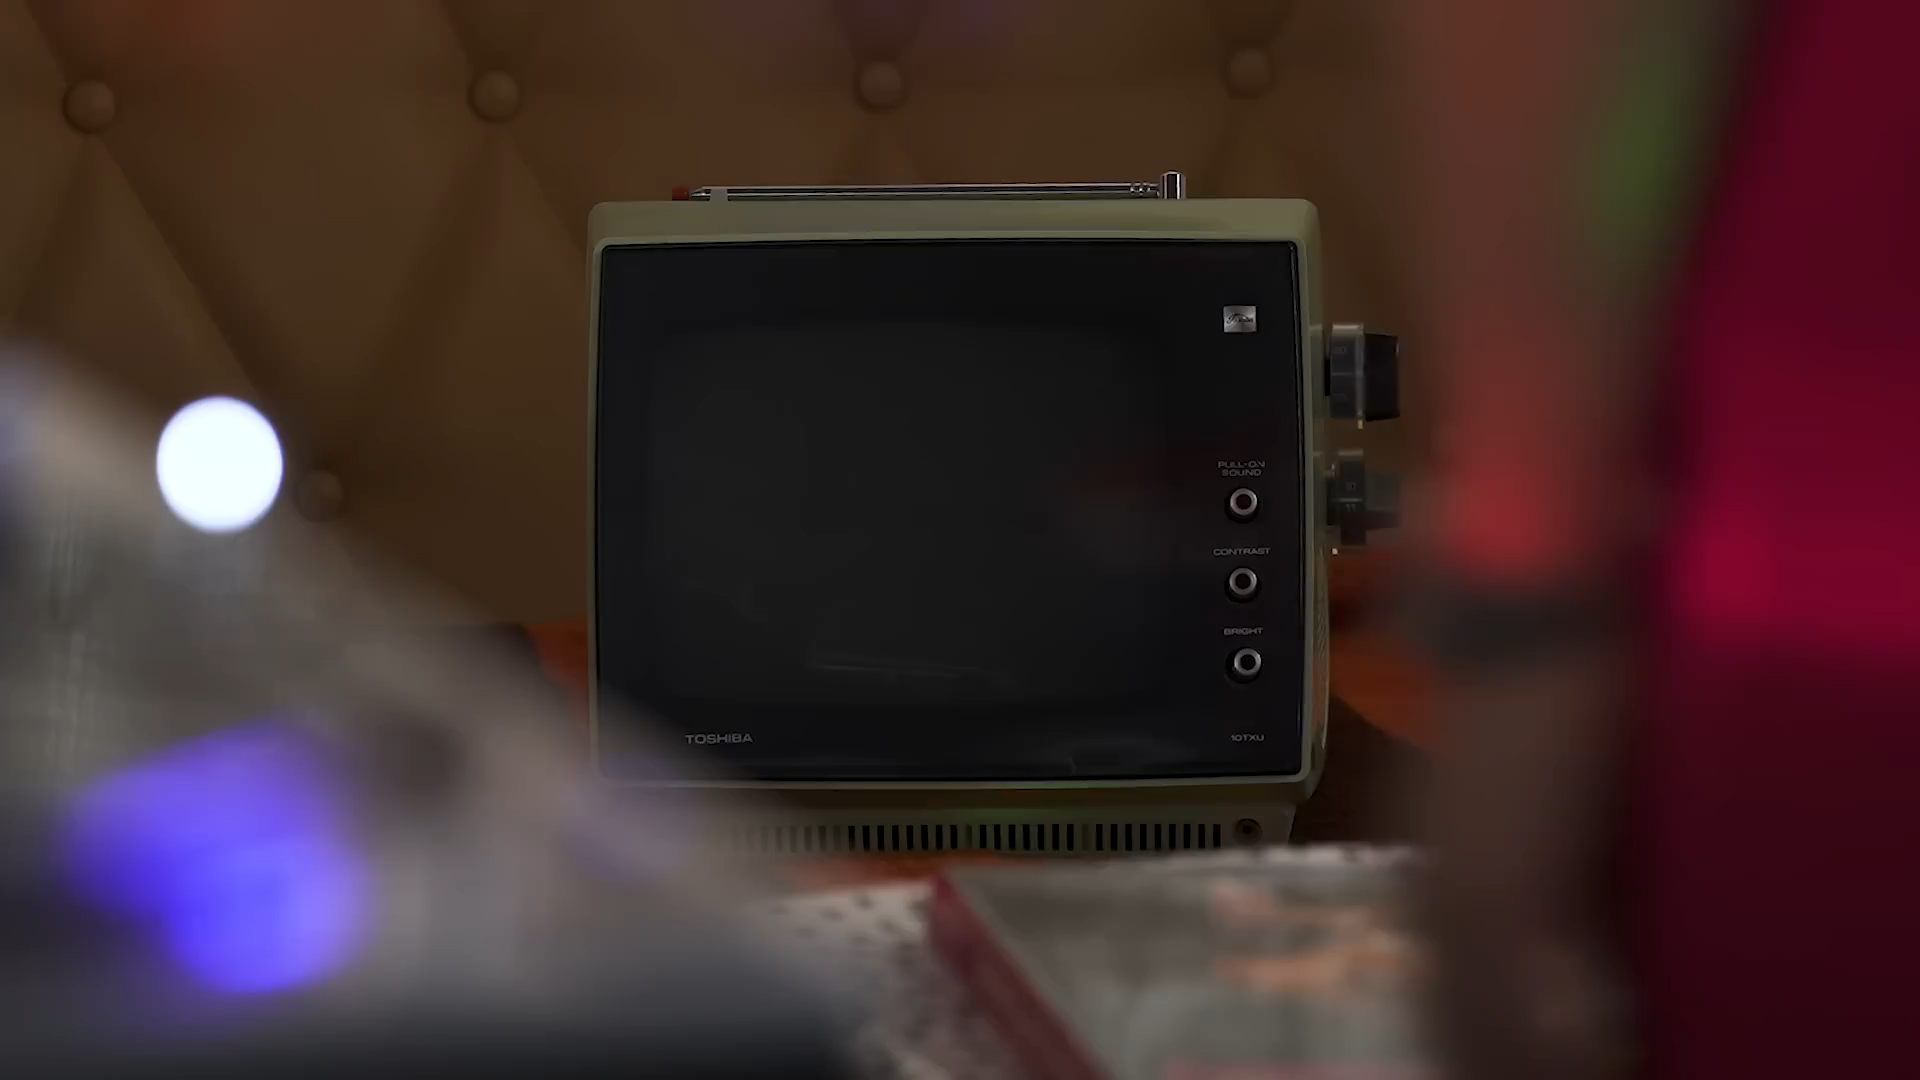 PULL-ON
SOUND
CONTRAST
BRIGHT
TOSHIBA
10TXU